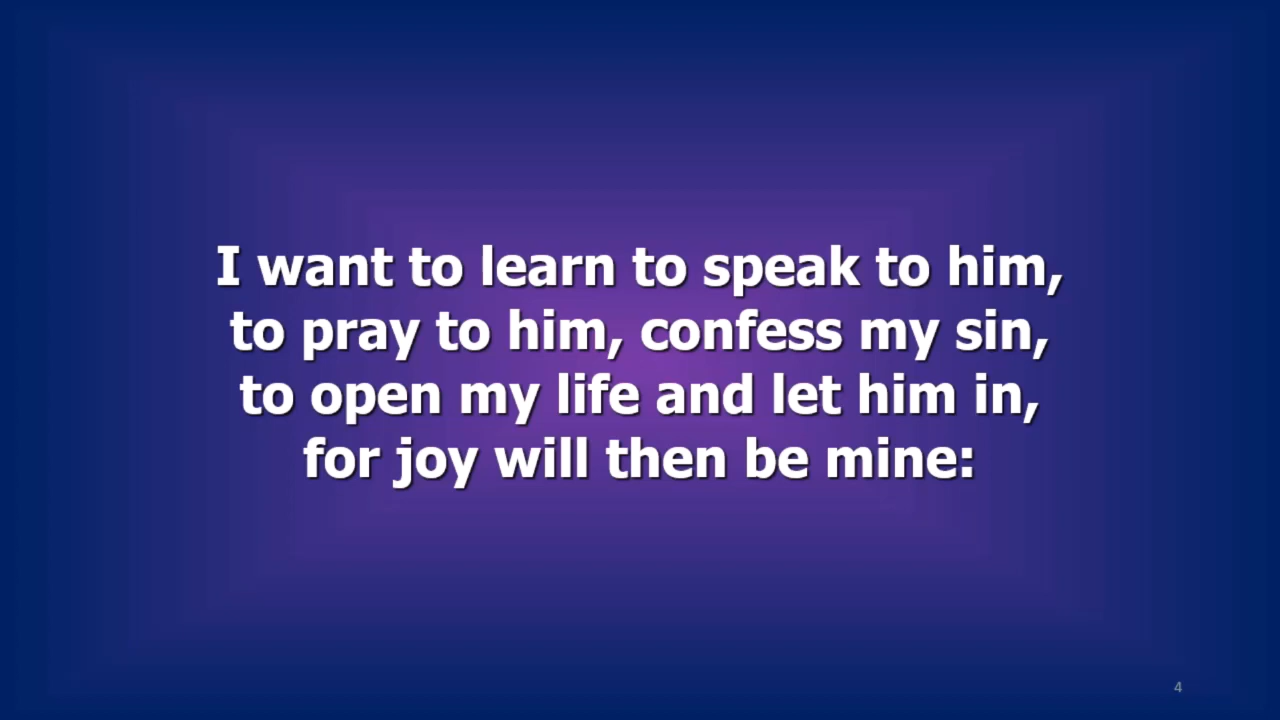 I want to learn to speak to him,
to pray to him, confess my sin,
to open my life and let him in,
for joy will then be mine:
4